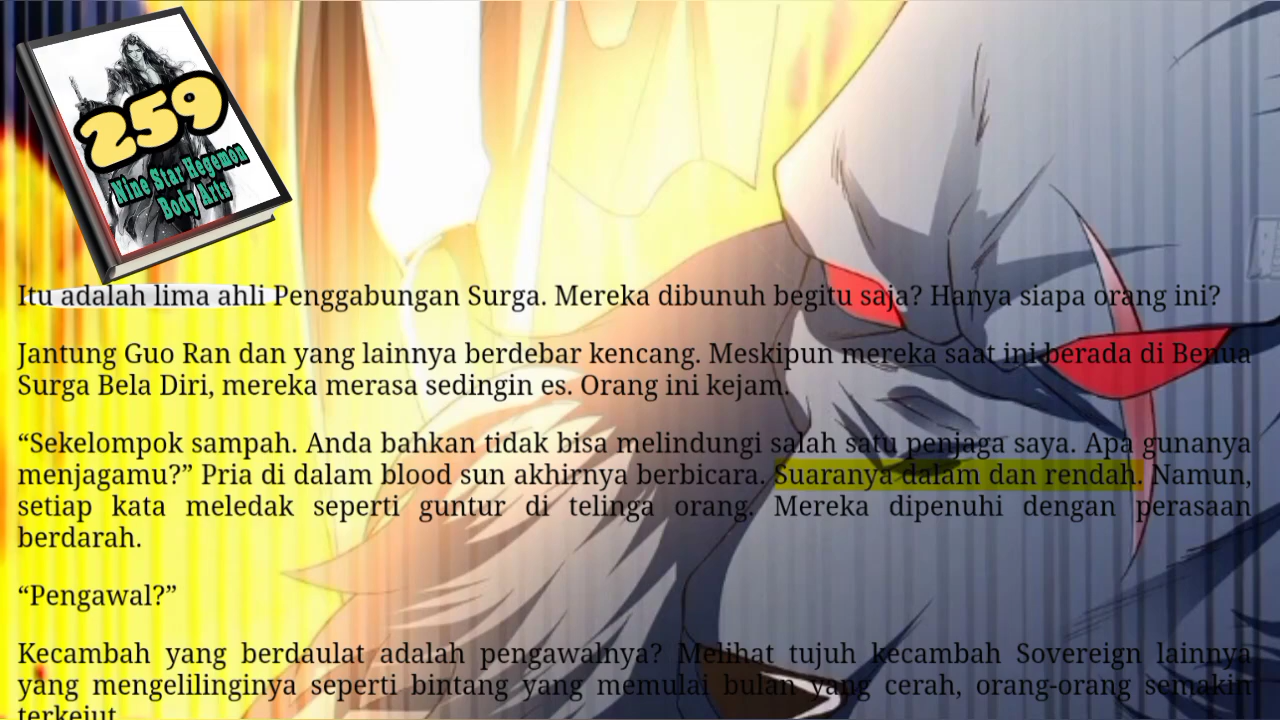 259
Nine Star Hegemon
Body Arts
Itu adalah lima ahli Penggabungan Surga. Mereka dibunuh begitu saja? Hanya siapa orang ini?
Jantung Guo Ran dan yang lainnya berdebar kencang. Meskipun mereka saat ini berada di Benua
Surga Bela Diri, mereka merasa sedingin es. Orang ini kejam.
“Sekelompok sampah. Anda bahkan tidak bisa melindungi salah satu penjaga saya. Apa gunanya
menjagamu?” Pria di dalam blood sun akhirnya berbicara. Suaranya dalam dan rendah. Namun,
setiap kata meledak seperti guntur di telinga orang. Mereka dipenuhi dengan perasaan
berdarah.
“Pengawal?”
Kecambah yang berdaulat adalah pengawalnya? Melihat tujuh kecambah Sovereign lainnya
yang mengelilinginya seperti bintang yang memulai bulan yang cerah, orang-orang semakin
terkejut.